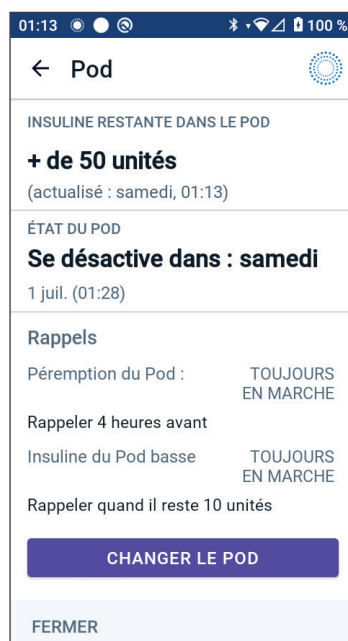 01:13 100 %
Pod
INSULINE RESTANTE DANS LE POD
+ de 50 unités
(actualisé : samedi, 01:13)
ÉTAT DU POD
Se désactive dans : samedi
1 juil. (01:28)
Rappels
Péremption du Pod : TOUJOURS
EN MARCHE
Rappeler 4 heures avant
Insuline du Pod basse TOUJOURS
EN MARCHE
Rappeler quand il reste 10 unités
CHANGER LE POD
FERMER